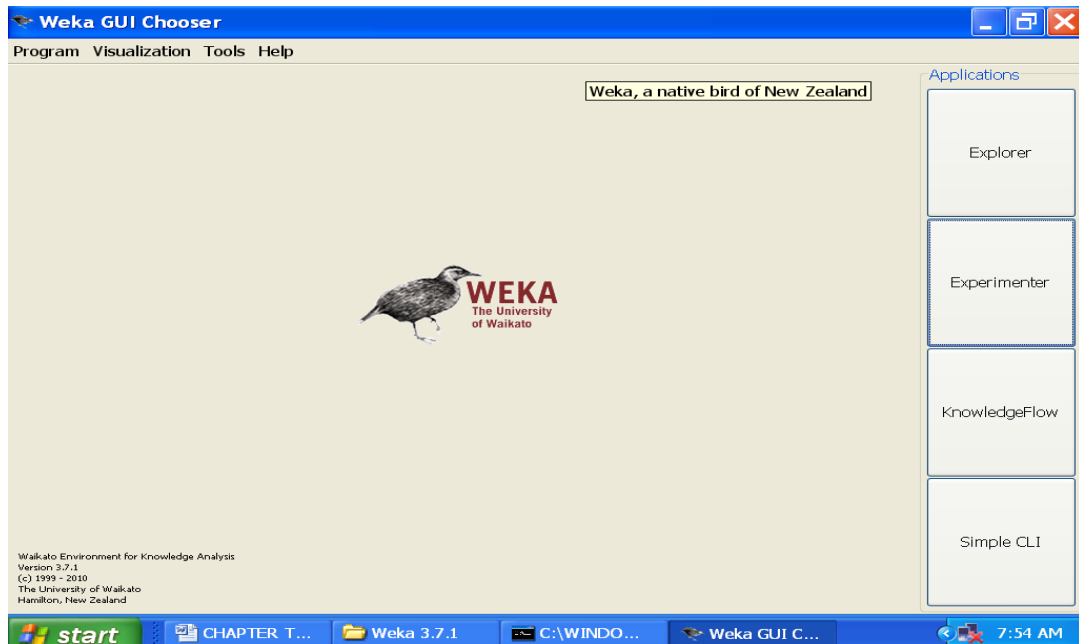 Weka GUI Chooser
Program Visualization Tools Help
Weka, a native bird of New Zealand
Applications
Explorer
Experimenter
KnowledgeFlow
Simple CLI
WEKA
The University
of Waikato
Waikato Environment for Knowledge Analysis
Version 3.7.1
(c) 1999 - 2010
The University of Waikato
Hamilton, New Zealand
start CHAPTER T... Weka 3.7.1 C:\WINDO... Weka GUI C... 7:54 AM